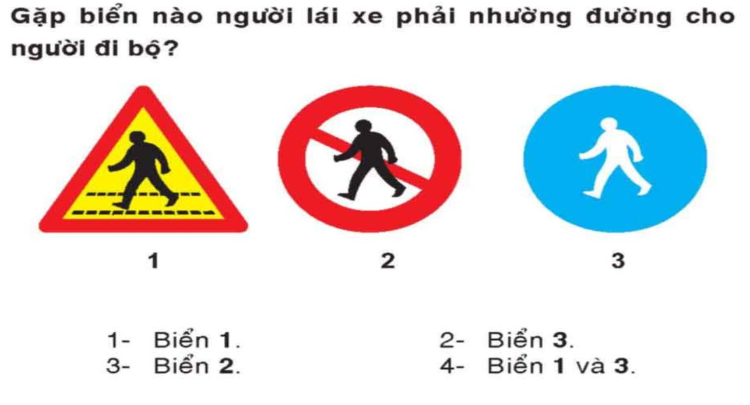 Gặp biển nào người lái xe phải nhường đường cho
người đi bộ?
1 2 3
1- Biển 1. 2- Biển 3.
3- Biển 2. 4- Biển 1 và 3.